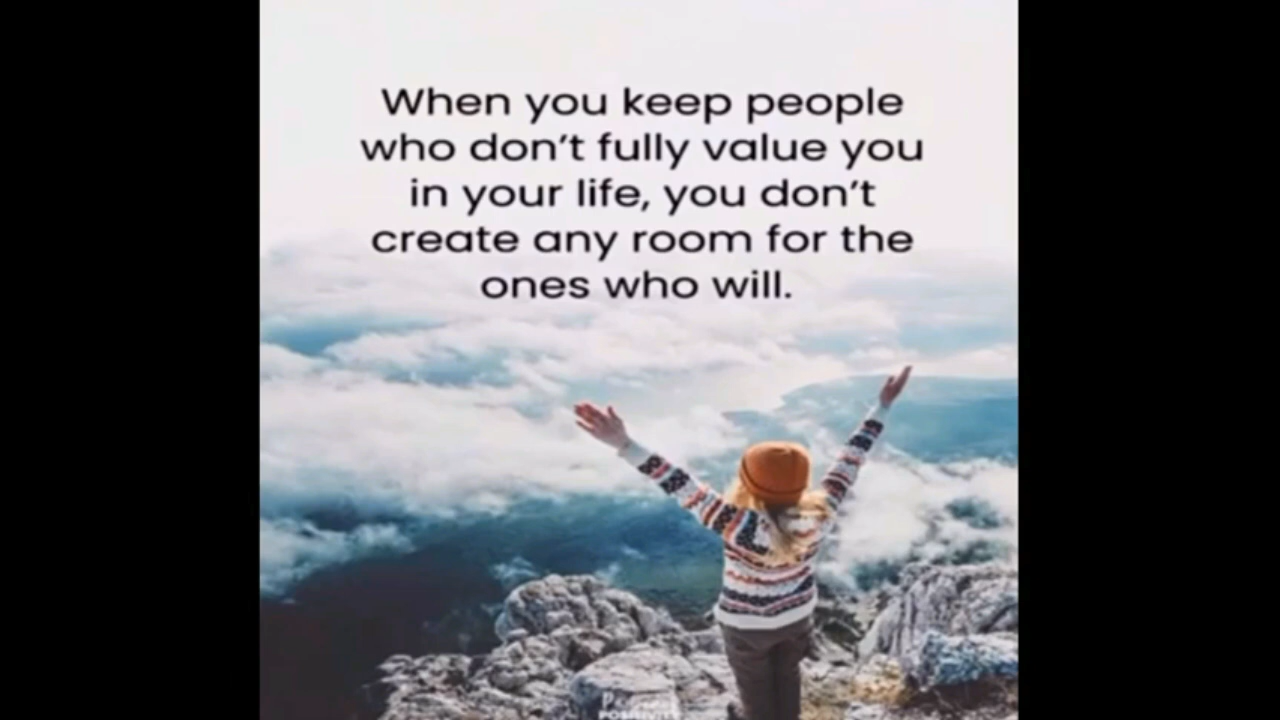 When you keep people
who don't fully value you
in your life, you don't
create any room for the
ones who will.
POSITIVITY